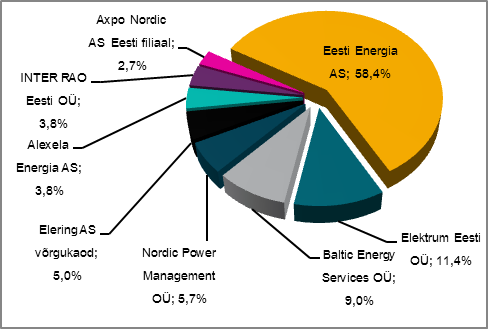 Axpo Nordic
AS Eesti filiaal;
2,7%
Eesti Energia
AS; 58,4%
INTER RAO
Eesti OÜ;
3,8%
Alexela
Energia AS;
3,8%
Elering AS
võrgukaod;
5,0%
Nordic Power
Management
OÜ; 5,7%
Baltic Energy
Services OÜ;
9,0%
Elektrum Eesti
OÜ; 11,4%